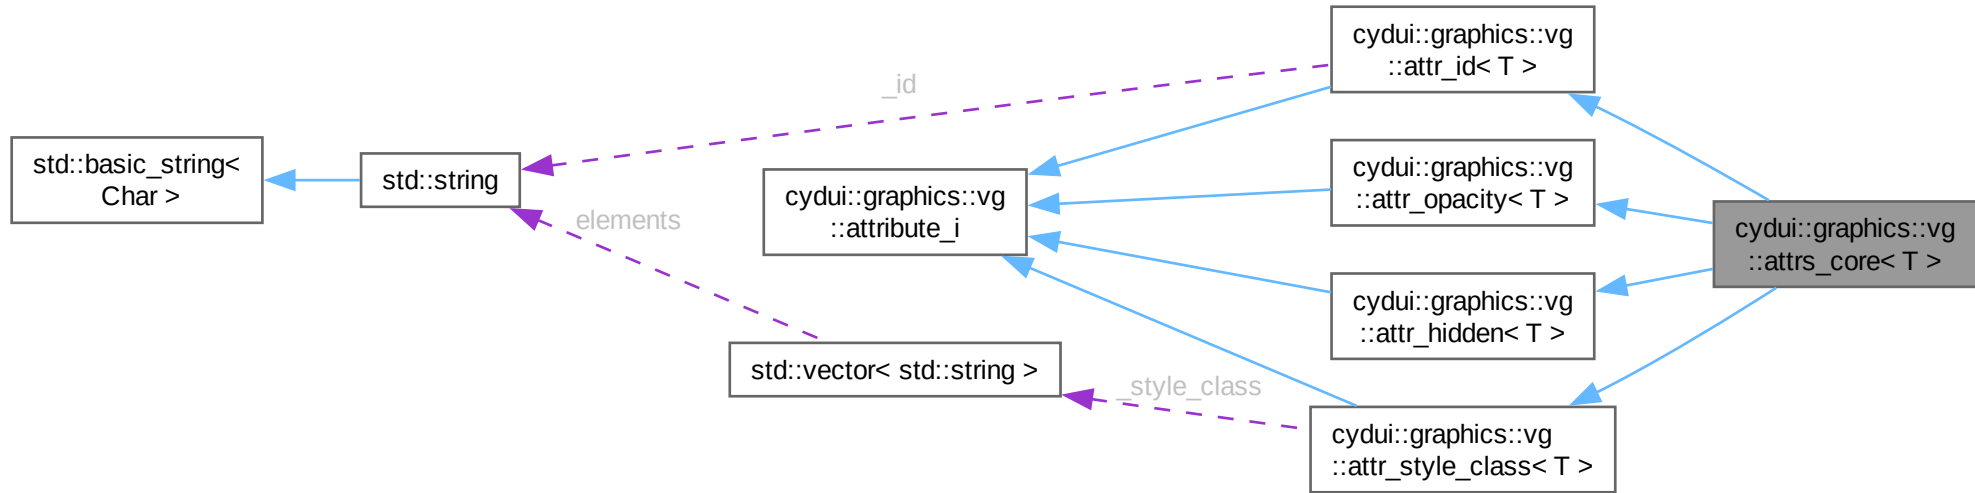 std::basic_string<
Char >
std::string
_id
elements
cydui::graphics::vg
::attribute_i
std::vector< std::string >
_style_class
cydui::graphics::vg
::attr_id< T >
cydui::graphics::vg
::attr_opacity< T >
cydui::graphics::vg
::attr_hidden< T >
cydui::graphics::vg
::attr_style_class< T >
cydui::graphics::vg
::attrs_core< T >